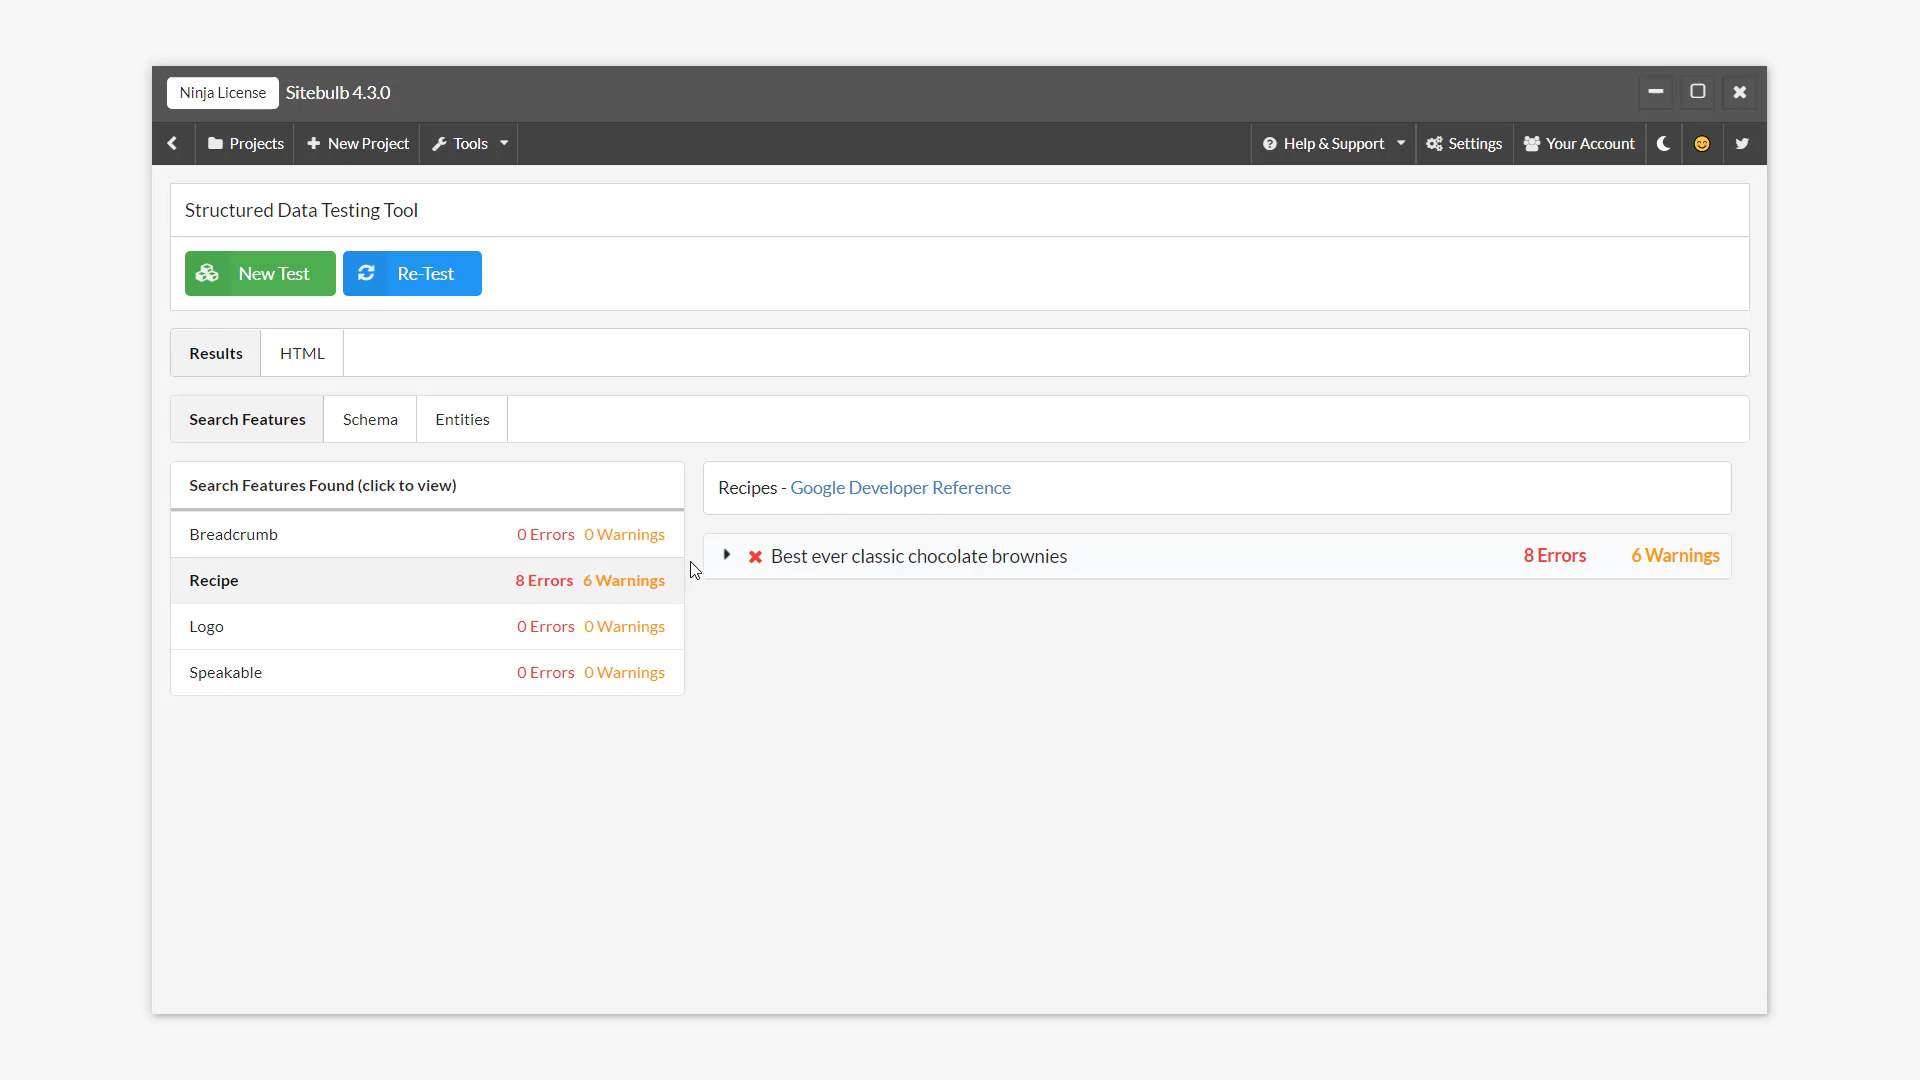 Ninja License Sitebulb 4.3.0
Projects New Project Tools Help & Support Settings Your Account
Structured Data Testing Tool
New Test Re-Test
Results HTML
Search Features Schema Entities
Search Features Found (click to view)
Breadcrumb 0 Errors 0 Warnings
Recipe 8 Errors 6 Warnings
Logo 0 Errors 0 Warnings
Speakable 0 Errors 0 Warnings
Recipes - Google Developer Reference
Best ever classic chocolate brownies 8 Errors 6 Warnings